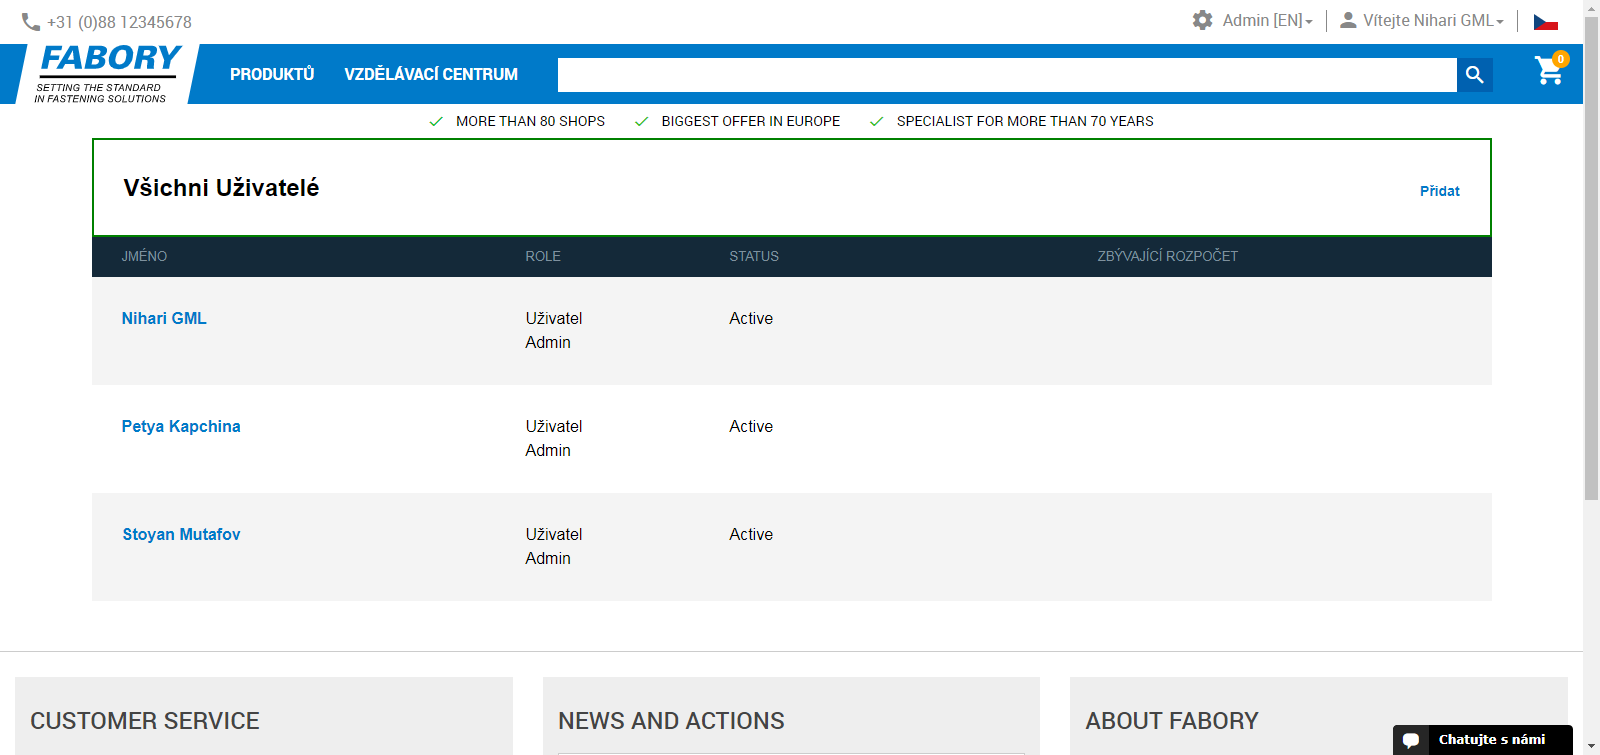 +31 (0)88 12345678
Admin [EN]
Vítejte Nihari GML
FABORY
SETTING THE STANDARD
IN FASTENING SOLUTIONS
PRODUKTŮ
VZDĚLÁVACÍ CENTRUM
0
MORE THAN 80 SHOPS
BIGGEST OFFER IN EUROPE
SPECIALIST FOR MORE THAN 70 YEARS
Všichni Uživatelé
Přidat
JMÉNO ROLE STATUS ZBÝVAJÍCÍ ROZPOČET
Nihari GML Uživatel Active
Admin
Petya Kapchina Uživatel Active
Admin
Stoyan Mutafov Uživatel Active
Admin
CUSTOMER SERVICE
NEWS AND ACTIONS
ABOUT FABORY
Chatujte s námi